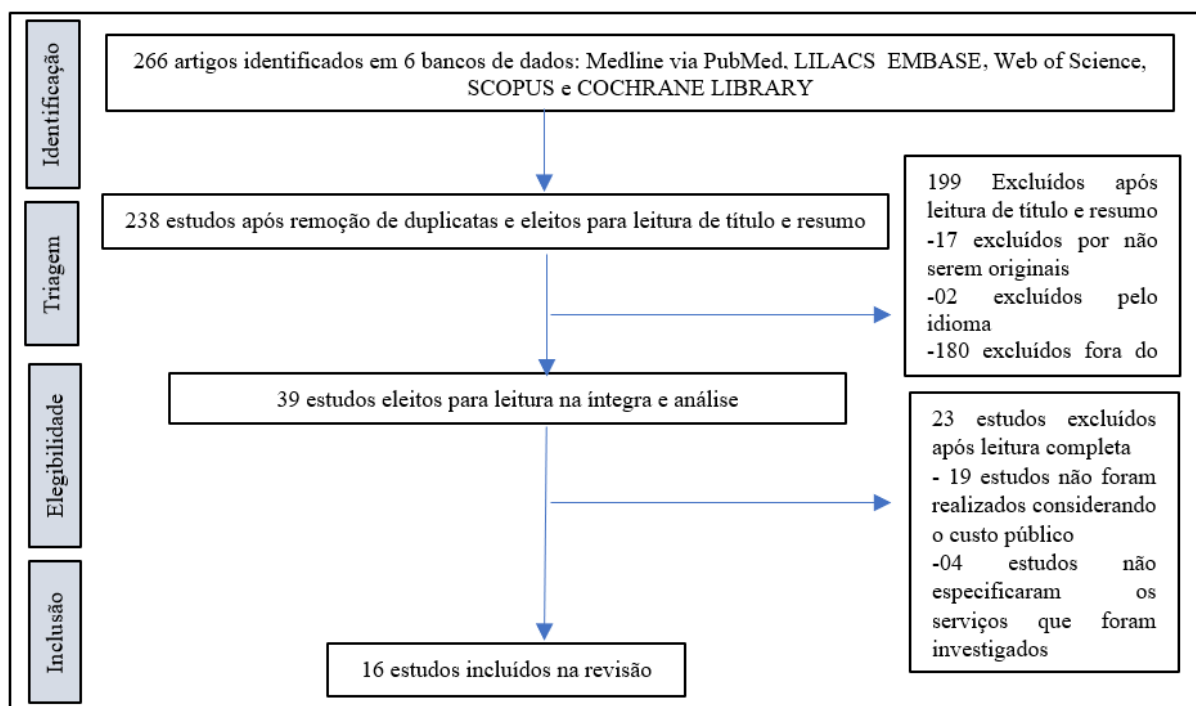 Identificação
266 artigos identificados em 6 bancos de dados: Medline via PubMed, LILACS EMBASE, Web of Science,
SCOPUS e COCHRANE LIBRARY
Triagem
238 estudos após remoção de duplicatas e eleitos para leitura de título e resumo
199 Excluídos após
leitura de título e resumo
-17 excluídos por não
serem originais
-02 excluídos pelo
idioma
-180 excluídos fora do
Elegibilidade
39 estudos eleitos para leitura na íntegra e análise
23 estudos excluídos
após leitura completa
- 19 estudos não foram
realizados considerando
o custo público
-04 estudos não
especificaram os
serviços que foram
investigados
Inclusão
16 estudos incluídos na revisão